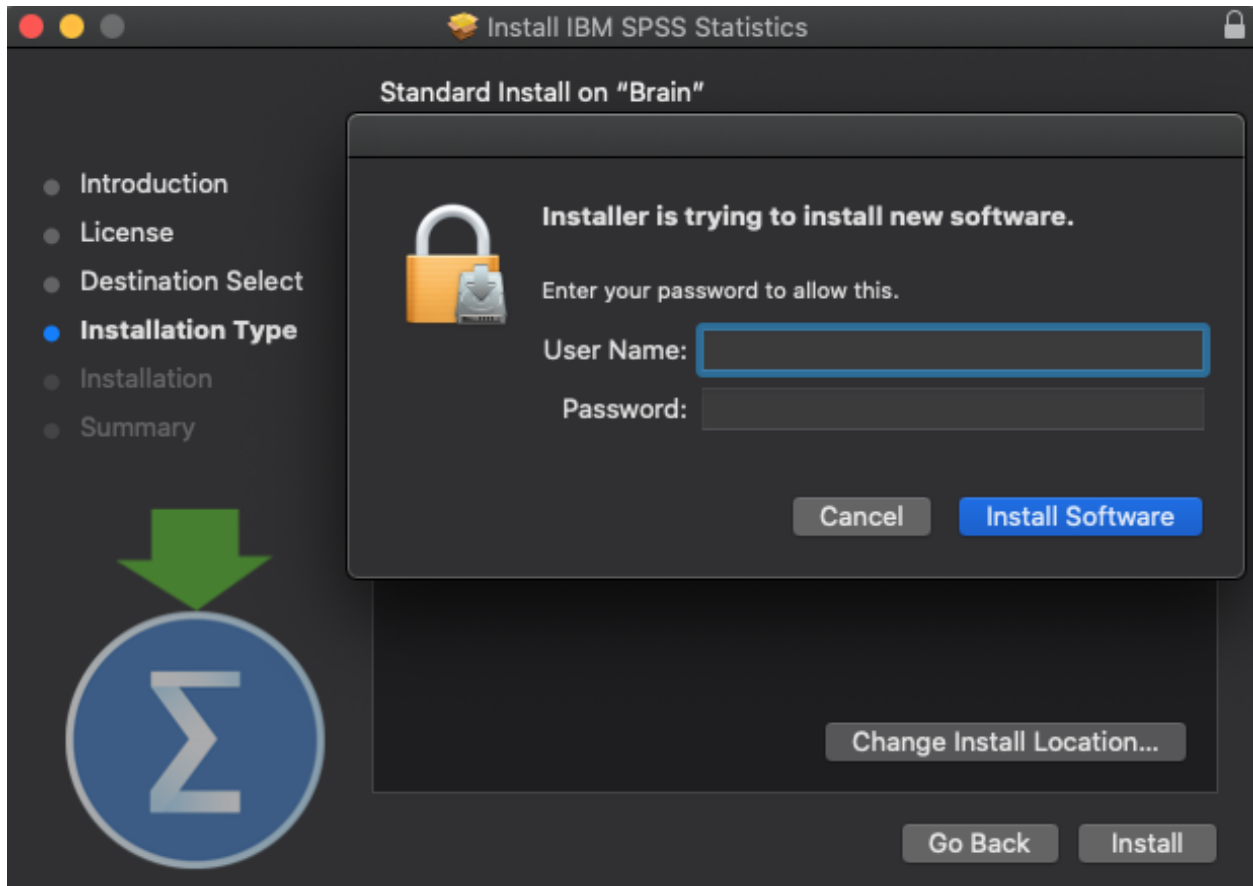 Install IBM SPSS Statistics
Standard Install on “Brain”
Introduction
License
Destination Select
Installation Type
Installation
Summary
Installer is trying to install new software.
Enter your password to allow this.
User Name:
Password:
Cancel
Install Software
Σ
Change Install Location...
Go Back
Install